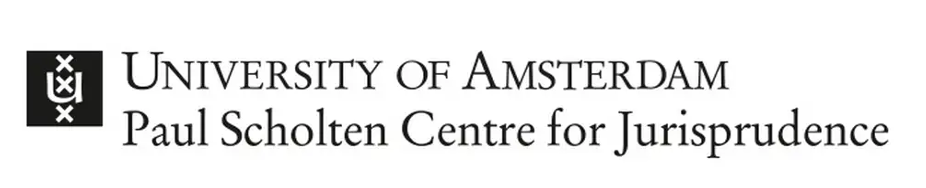 University of Amsterdam
Paul Scholten Centre for Jurisprudence